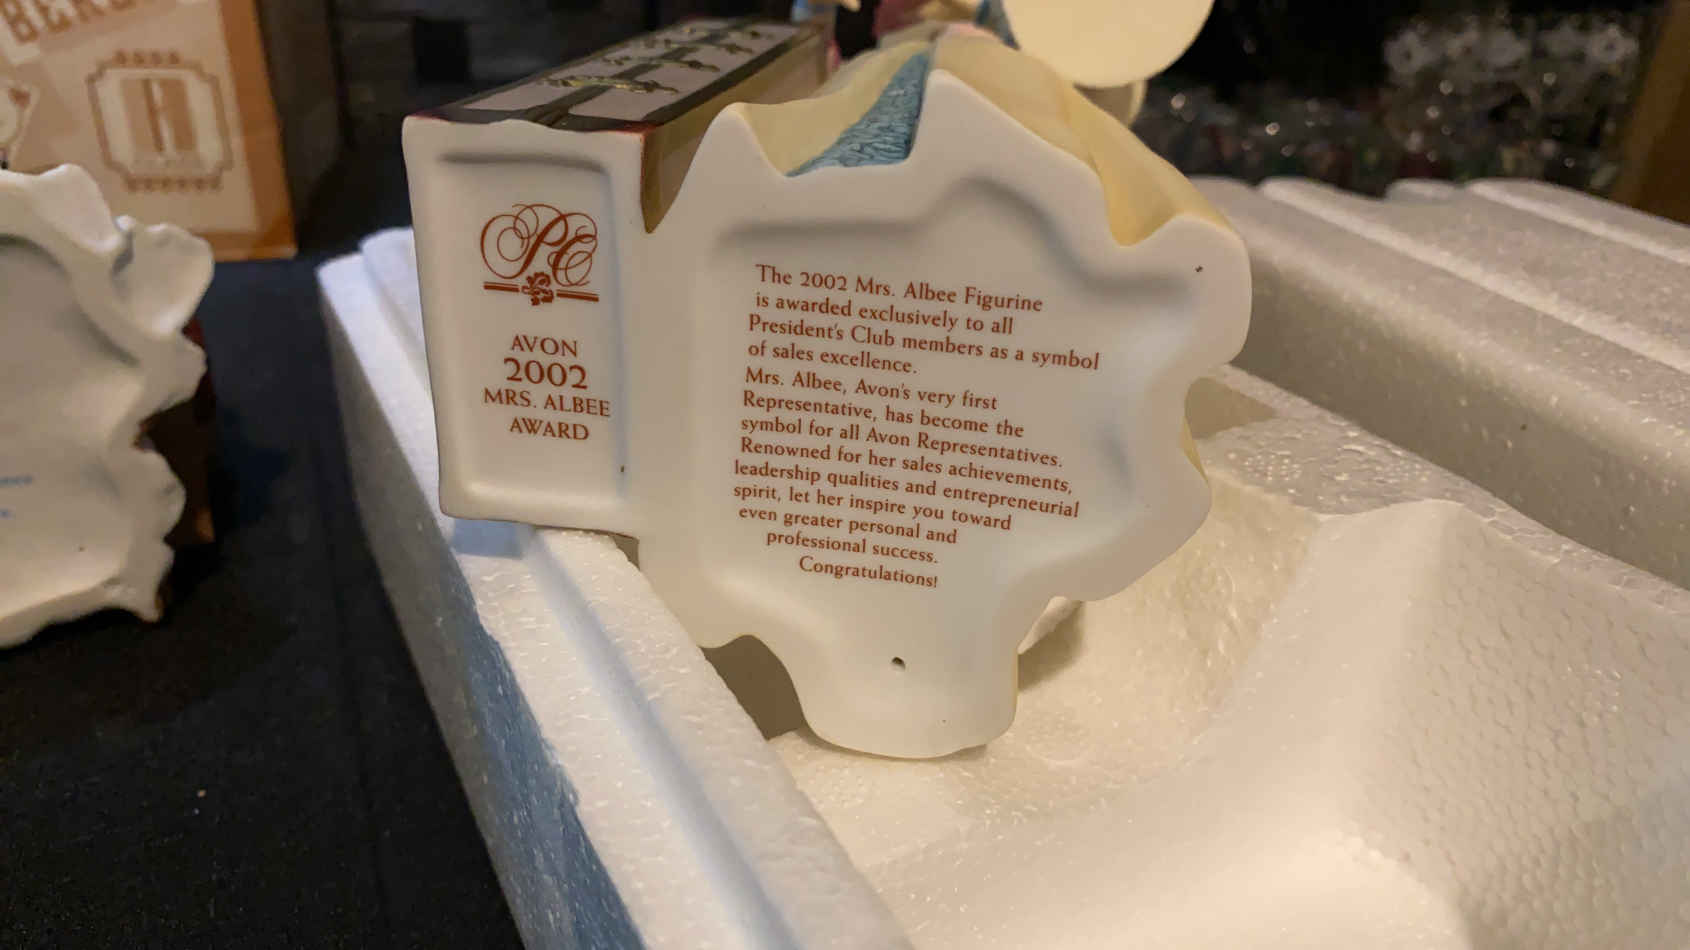 PC
AVON
2002
MRS. ALBEE
AWARD
The 2002 Mrs. Albee Figurine
is awarded exclusively to all
President's Club members as a symbol
of sales excellence.
Mrs. Albee, Avon's very first
Representative, has become the
symbol for all Avon Representatives.
Renowned for her sales achievements,
leadership qualities and entrepreneurial
spirit, let her inspire you toward
even greater personal and
professional success.
Congratulations!